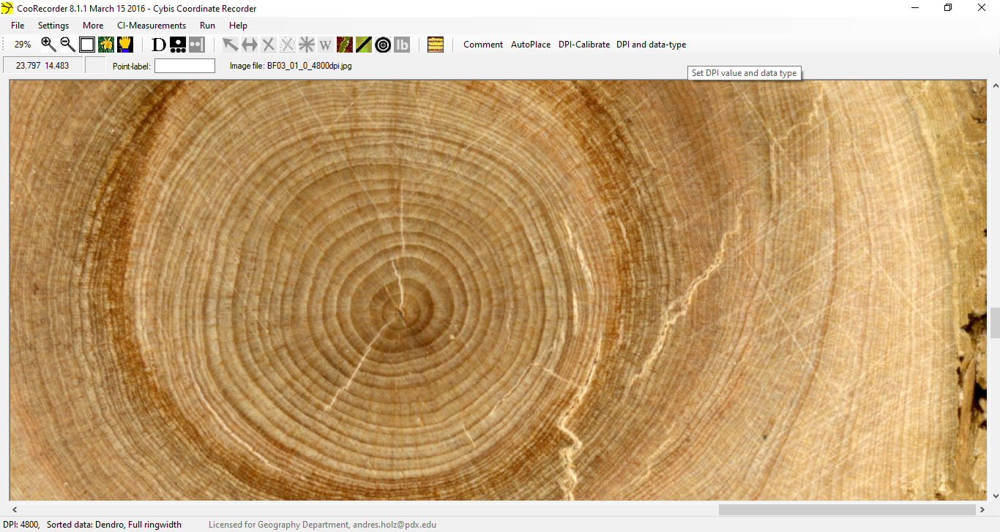 CooRecorder 8.1.1 March 15 2016 - Cybis Coordinate Recorder
File Settings More CI-Measurements Run Help
29% D W lb Comment AutoPlace DPI-Calibrate DPI and data-type
23.797 14.483 Point-label: Image file: BF03_01_0_4800dpi.jpg
Set DPI value and data type
DPI: 4800, Sorted data: Dendro, Full ringwidth Licensed for Geography Department, andres.holz@pdx.edu